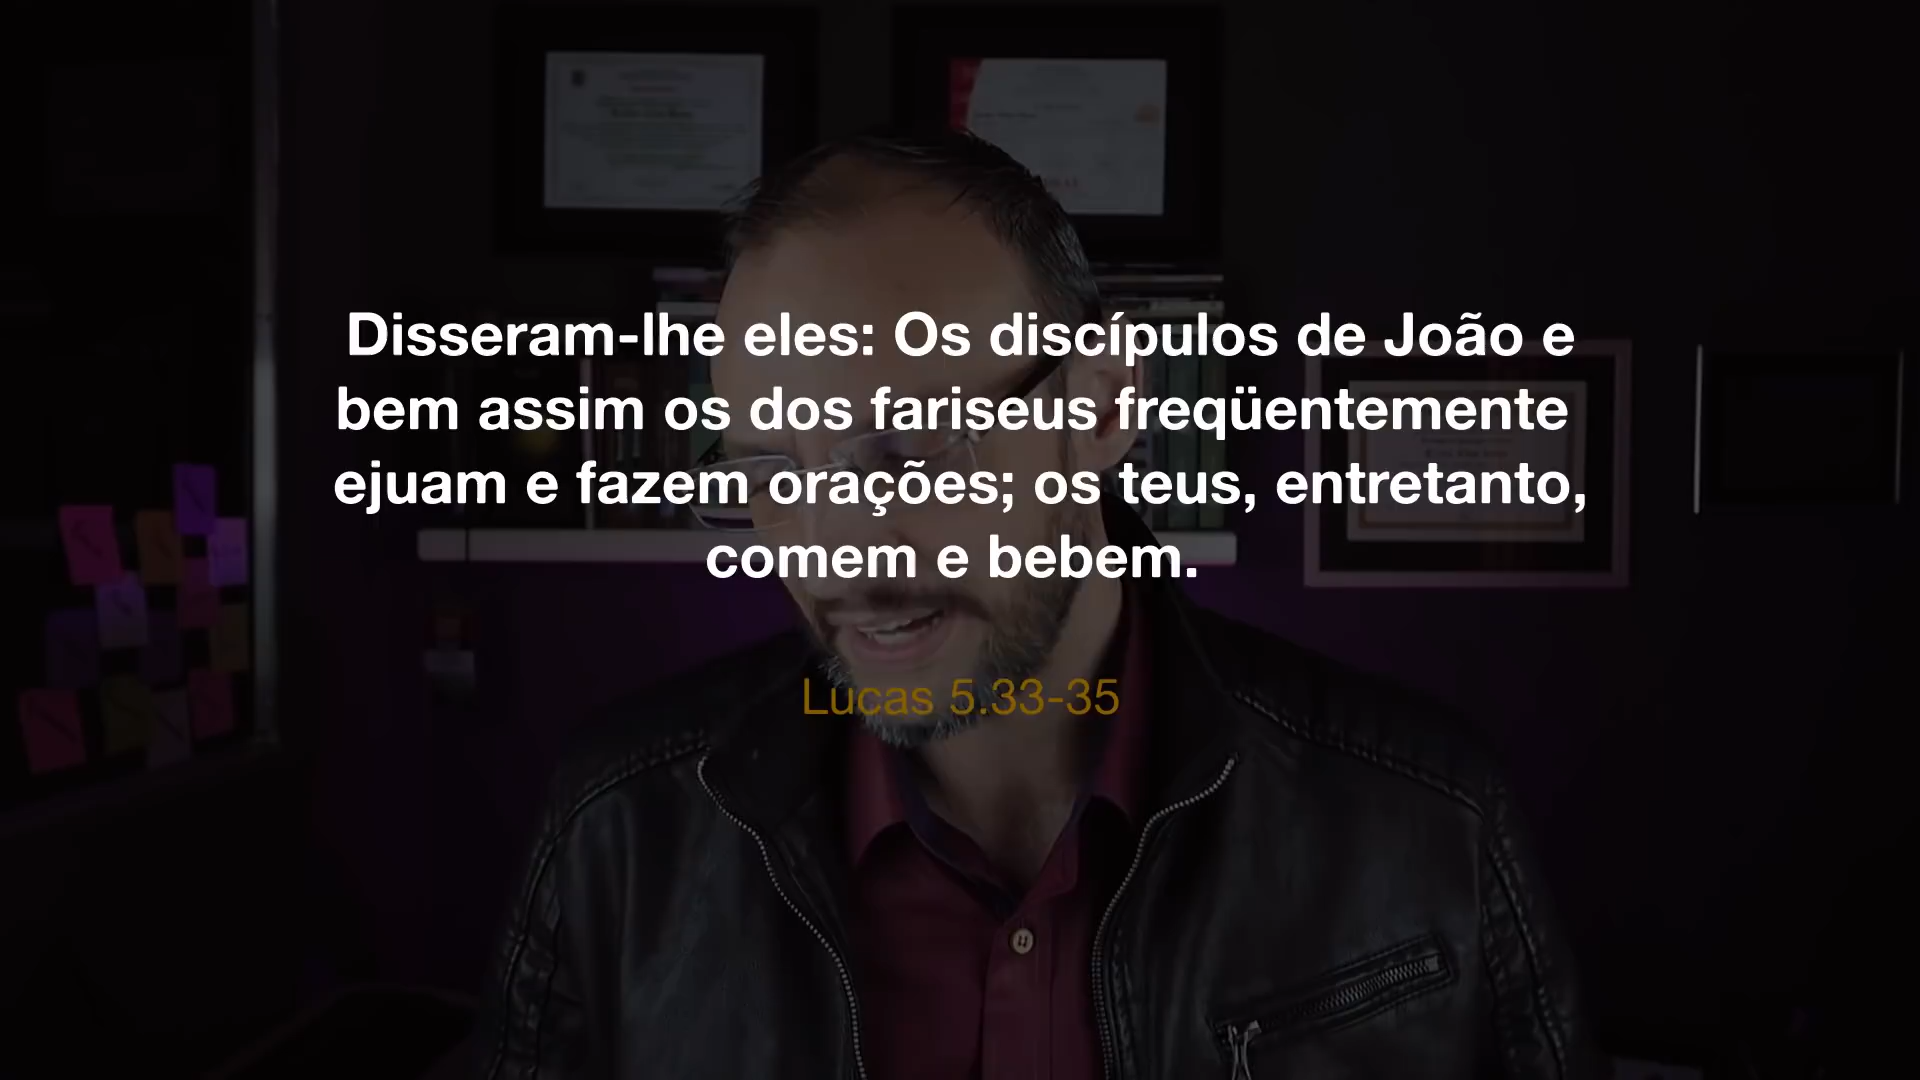 Disseram-lhe eles: Os discípulos de João e
bem assim os dos fariseus freqüentemente
ejuam e fazem orações; os teus, entretanto,
comem e bebem.
Lucas 5.33-35